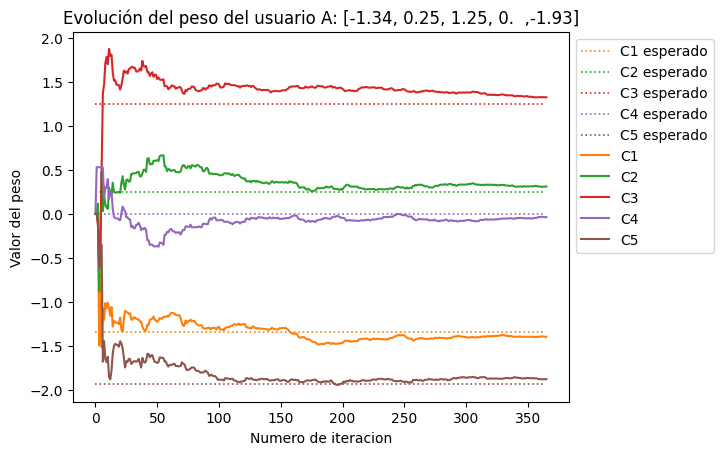 Evolución del peso del usuario A: [-1.34, 0.25, 1.25, 0.  ,-1.93]
2.0
1.5
1.0
0.5
0.0
−0.5
−1.0
−1.5
−2.0
Valor del peso
0 50 100 150 200 250 300 350
Numero de iteracion
C1 esperado
C2 esperado
C3 esperado
C4 esperado
C5 esperado
C1
C2
C3
C4
C5